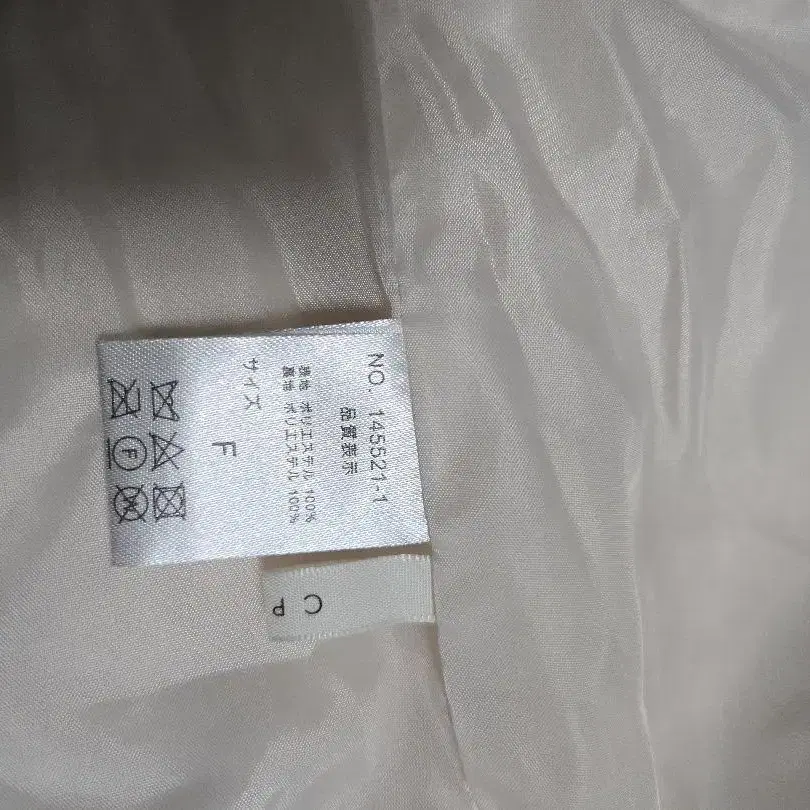 NO. 145521-1
品質表示
表地 ポリエステル 100%
裏地 ポリエステル 100%
サイズ
F
F
C P